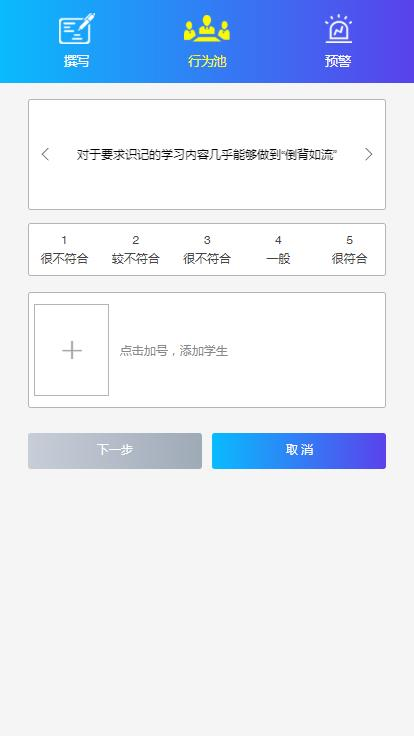 撰写 行为池 预警
对于要求识记的学习内容几乎能够做到“倒背如流”
1 2 3 4 5
很不符合 较不符合 很不符合 一般 很符合
点击加号，添加学生
下一步 取 消